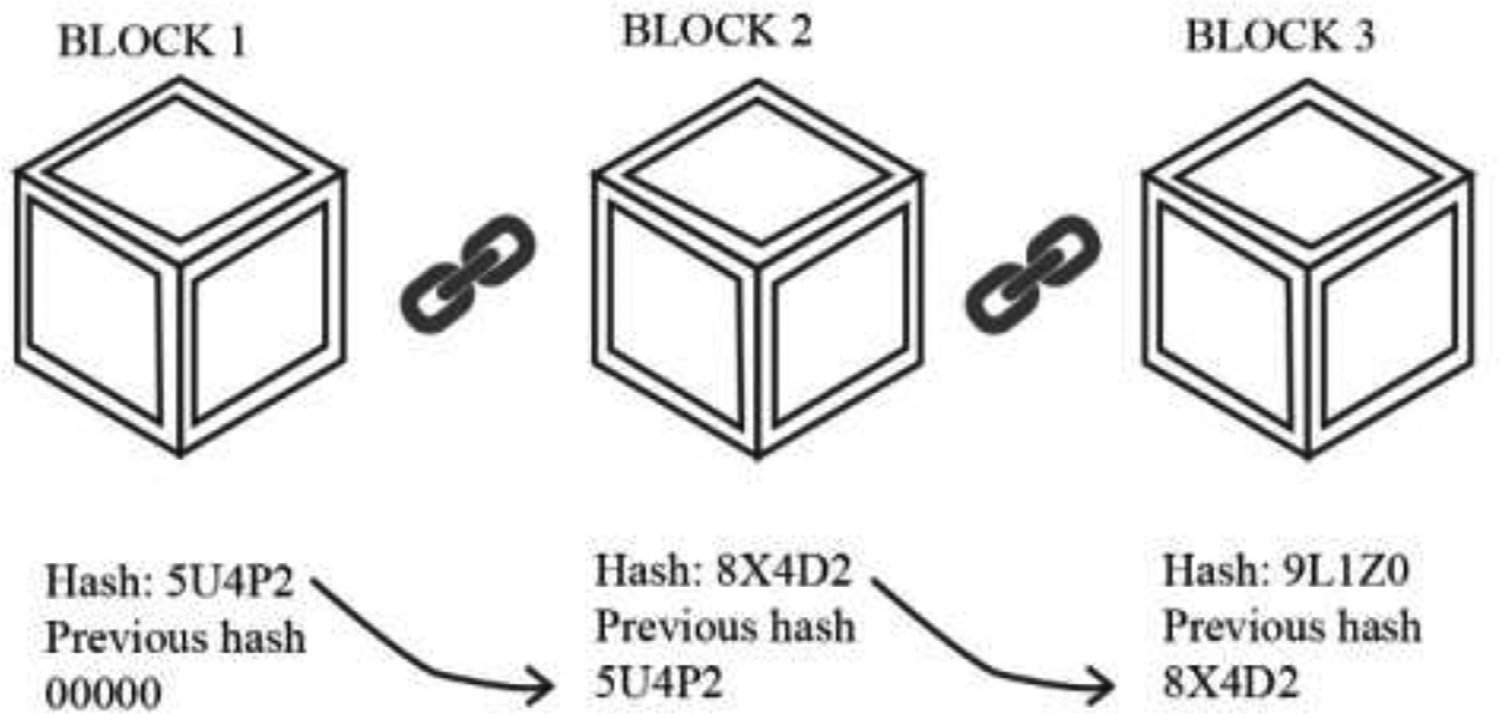 BLOCK 1
Hash: 5U4P2
Previous hash
00000
BLOCK 2
Hash: 8X4D2
Previous hash
5U4P2
BLOCK 3
Hash: 9L1Z0
Previous hash
8X4D2